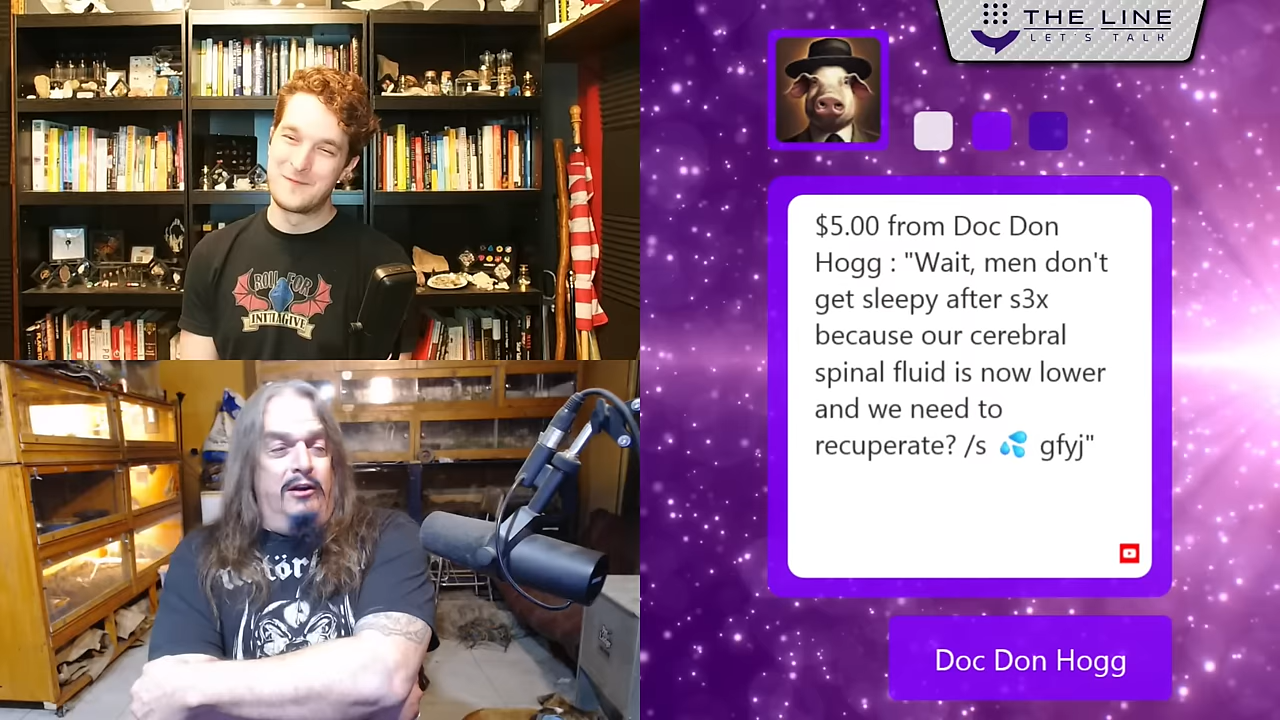 THE LINE
LET'S TALK
$5.00 from Doc Don
Hogg : "Wait, men don't
get sleepy after s3x
because our cerebral
spinal fluid is now lower
and we need to
recuperate? /s 💦 gfyj"
Doc Don Hogg
ROLL FOR
INITIATIVE